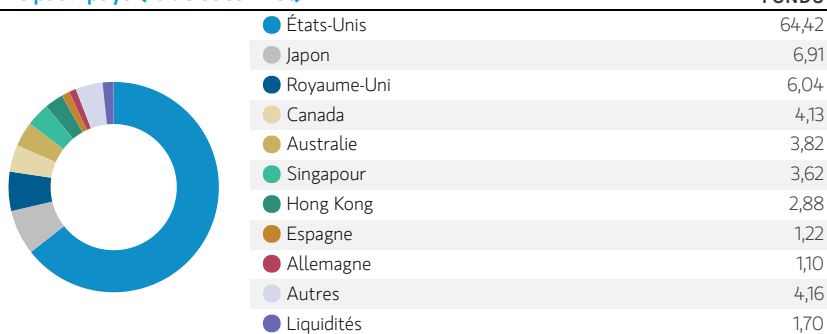 États-Unis 64,42
Japon 6,91
Royaume-Uni 6,04
Canada 4,13
Australie 3,82
Singapour 3,62
Hong Kong 2,88
Espagne 1,22
Allemagne 1,10
Autres 4,16
Liquidités 1,70